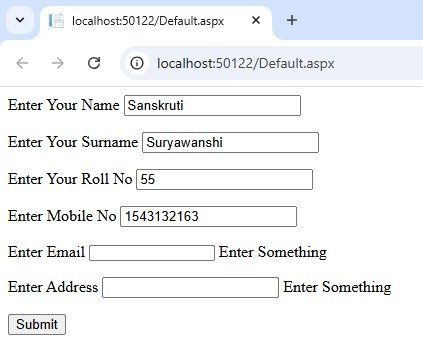 localhost:50122/Default.aspx
localhost:50122/Default.aspx
Enter Your Name Sanskruti
Enter Your Surname Suryawanshi
Enter Your Roll No 55
Enter Mobile No 1543132163
Enter Email Enter Something
Enter Address Enter Something
Submit